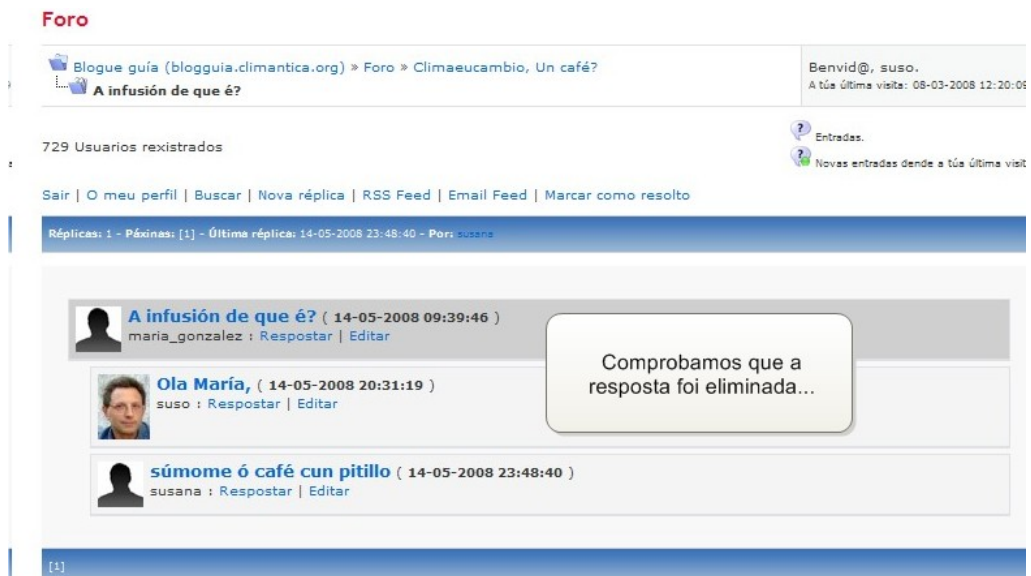 Foro
Blogue guía (blogguia.climantica.org) » Foro » Climaeucambio, Un café?
A infusión de que é?
Benvid@, suso.
A túa última visita: 08-03-2008 12:20:09
729 Usuarios rexistrados
Entradas.
Novas entradas dende a túa última visit
Sair | O meu perfil | Buscar | Nova réplica | RSS Feed | Email Feed | Marcar como resolto
Réplicas: 1 - Páxinas: [1] - Última réplica: 14-05-2008 23:48:40 - Por: susana
A infusión de que é? ( 14-05-2008 09:39:46 )
maria_gonzalez : Respostar | Editar
Comprobamos que a
resposta foi eliminada...
Ola María, ( 14-05-2008 20:31:19 )
suso : Respostar | Editar
súmome ó café cun pitillo ( 14-05-2008 23:48:40 )
susana : Respostar | Editar
[1]